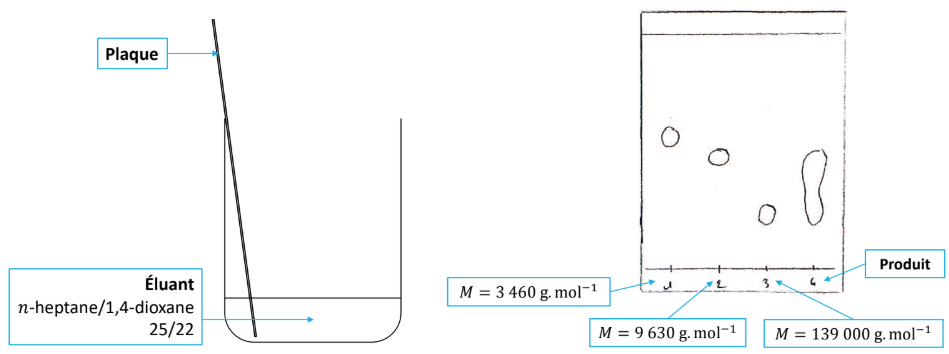 Plaque
Éluant
n-heptane/1,4-dioxane
25/22
1 2 3 4
Produit
M = 3 460 g. mol⁻¹
M = 9 630 g. mol⁻¹
M = 139 000 g. mol⁻¹